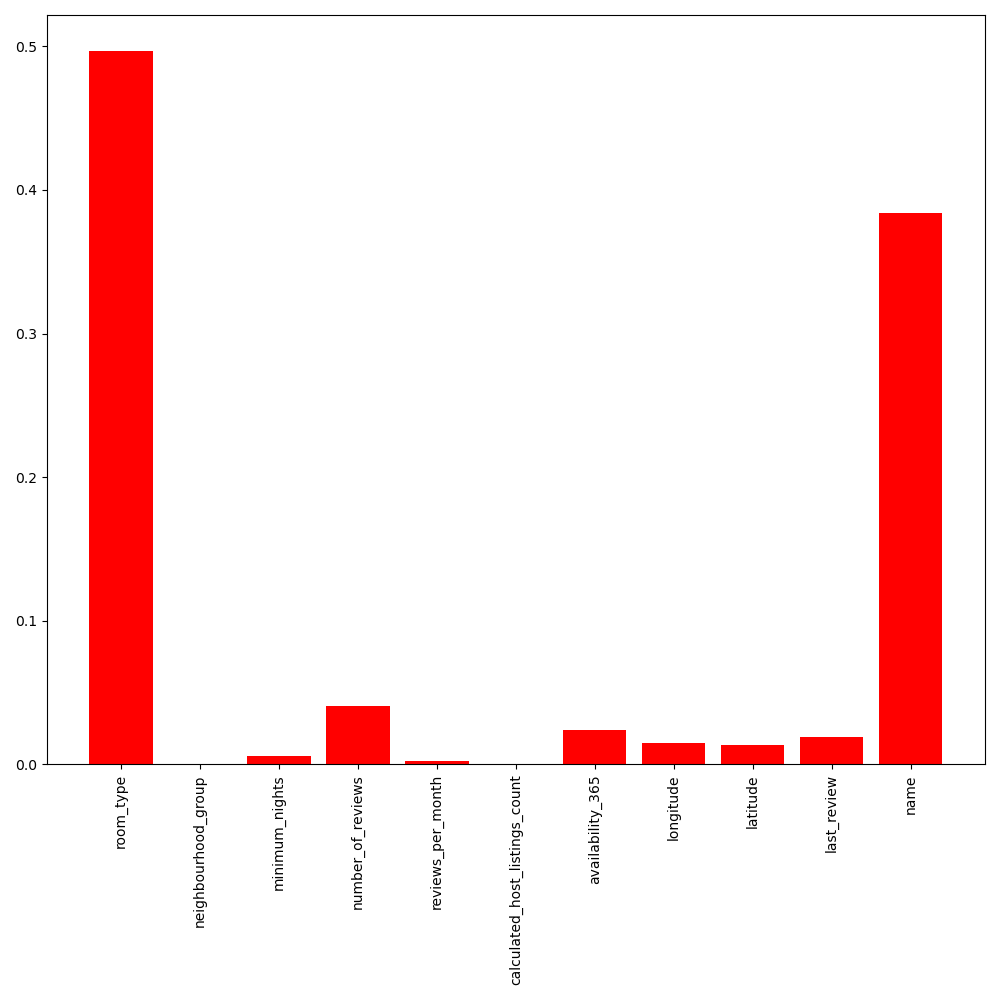 0.5
0.4
0.3
0.2
0.1
0.0
room_type
neighbourhood_group
minimum_nights
number_of_reviews
reviews_per_month
calculated_host_listings_count
availability_365
longitude
latitude
last_review
name